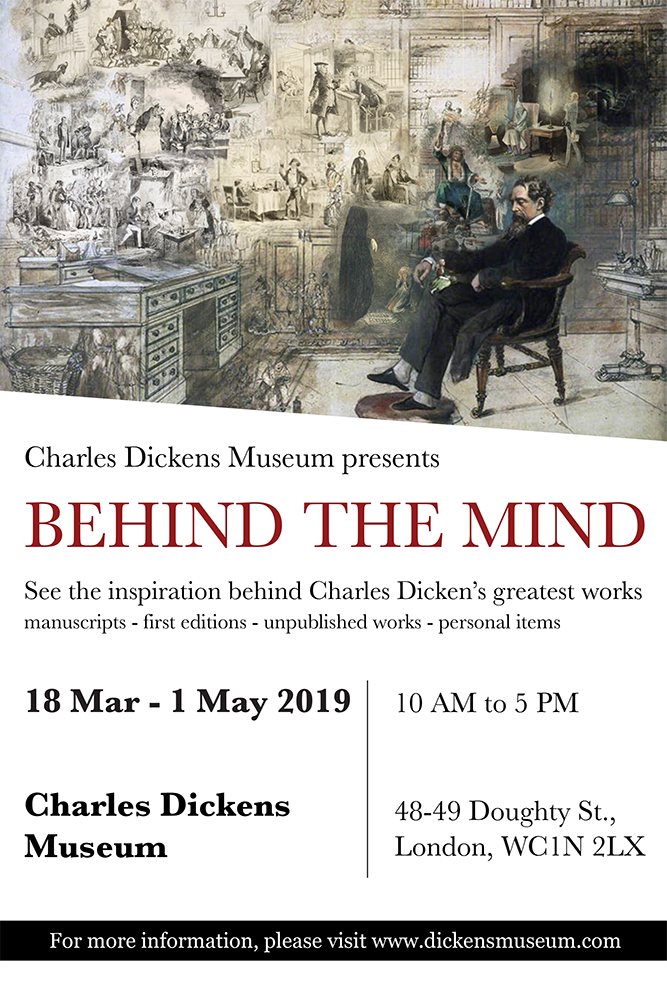 Charles Dickens Museum presents
BEHIND THE MIND
See the inspiration behind Charles Dicken's greatest works
manuscripts - first editions - unpublished works - personal items
18 Mar - 1 May 2019
10 AM to 5 PM
Charles Dickens
Museum
48-49 Doughty St.,
London, WC1N 2LX
For more information, please visit www.dickensmuseum.com